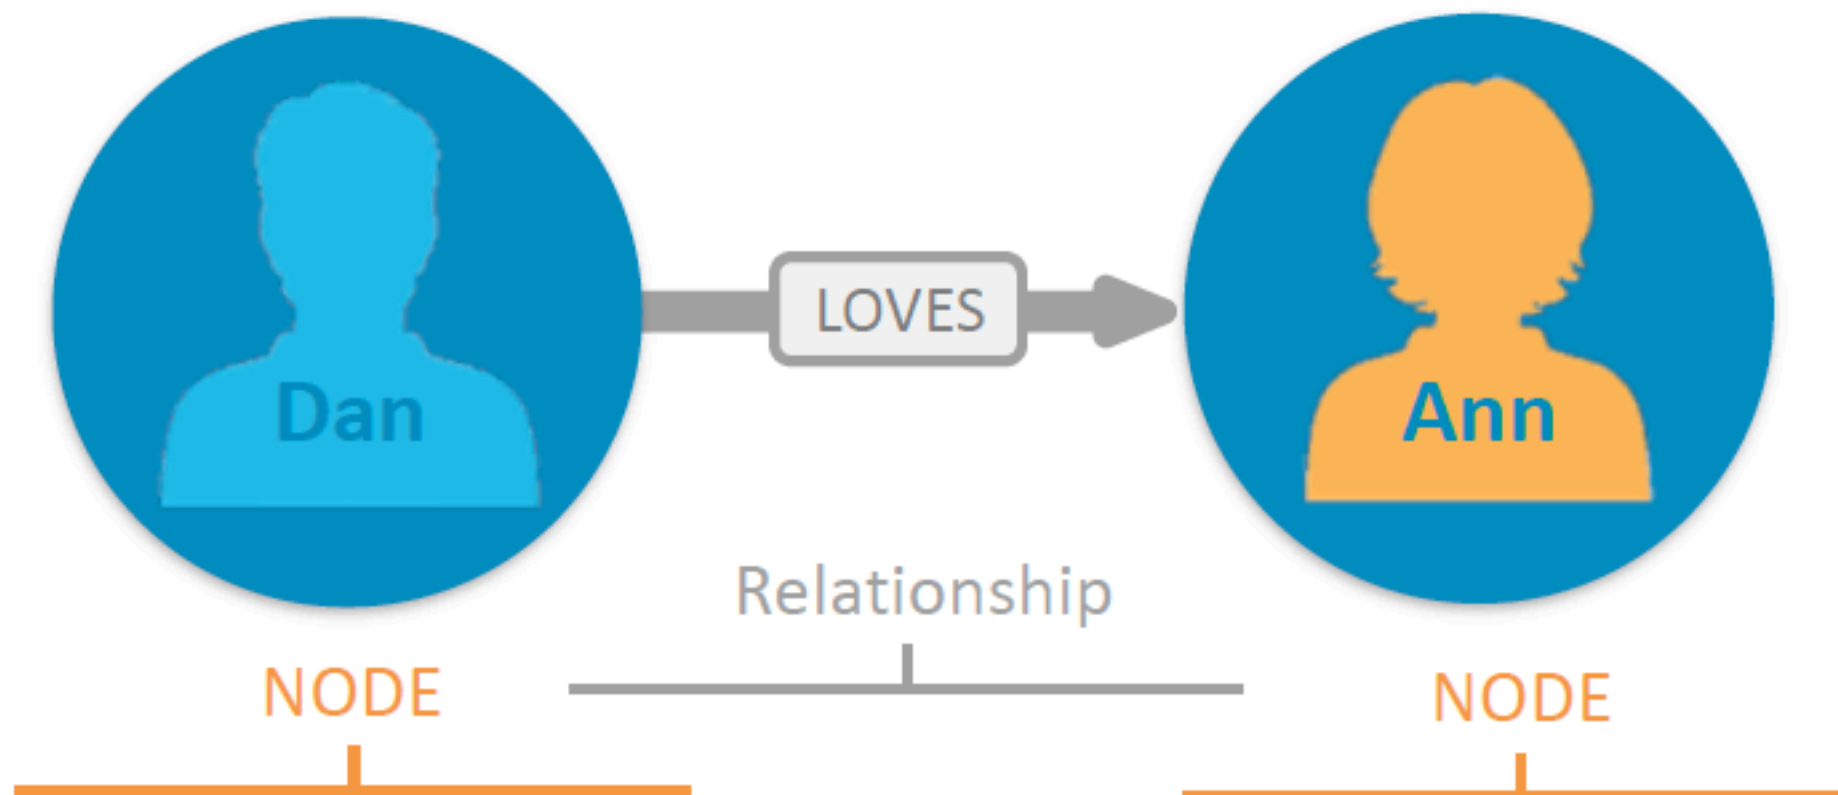 LOVES
Dan
Ann
Relationship
NODE
NODE